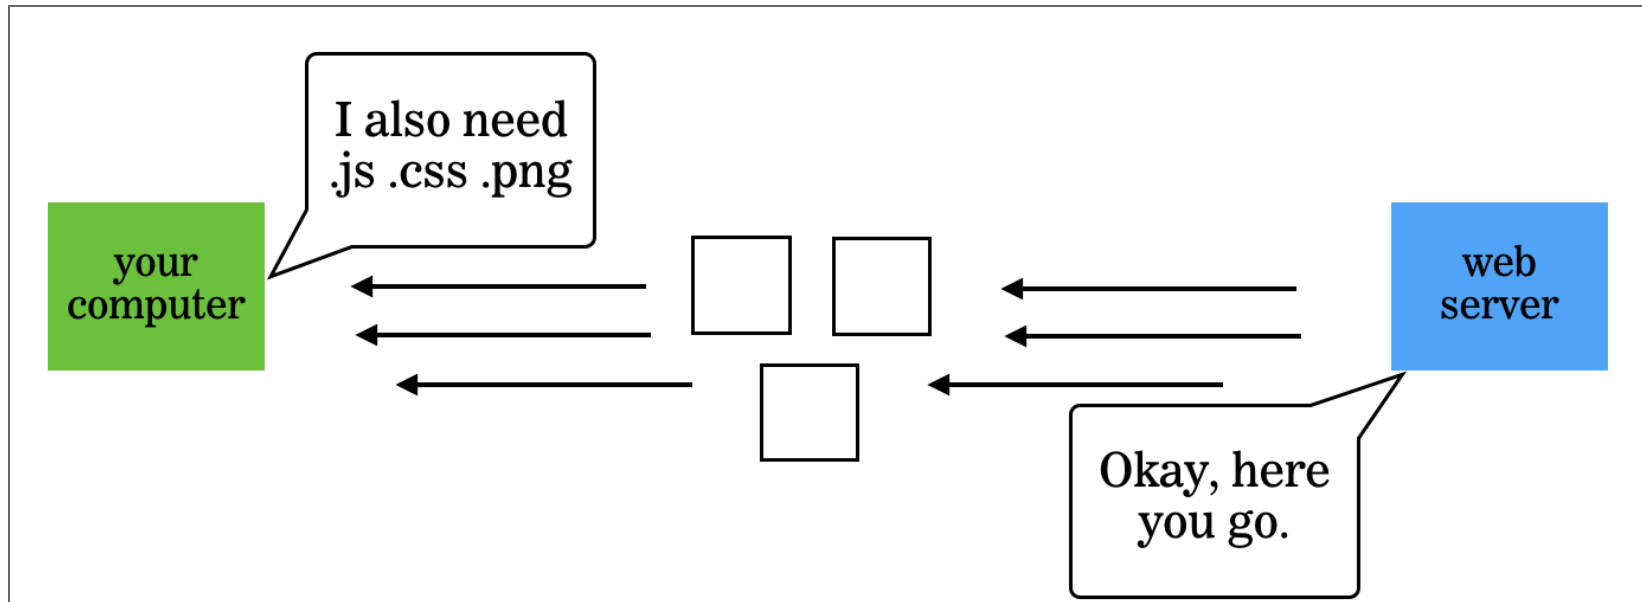 I also need
.js .css .png
your
computer
web
server
Okay, here
you go.